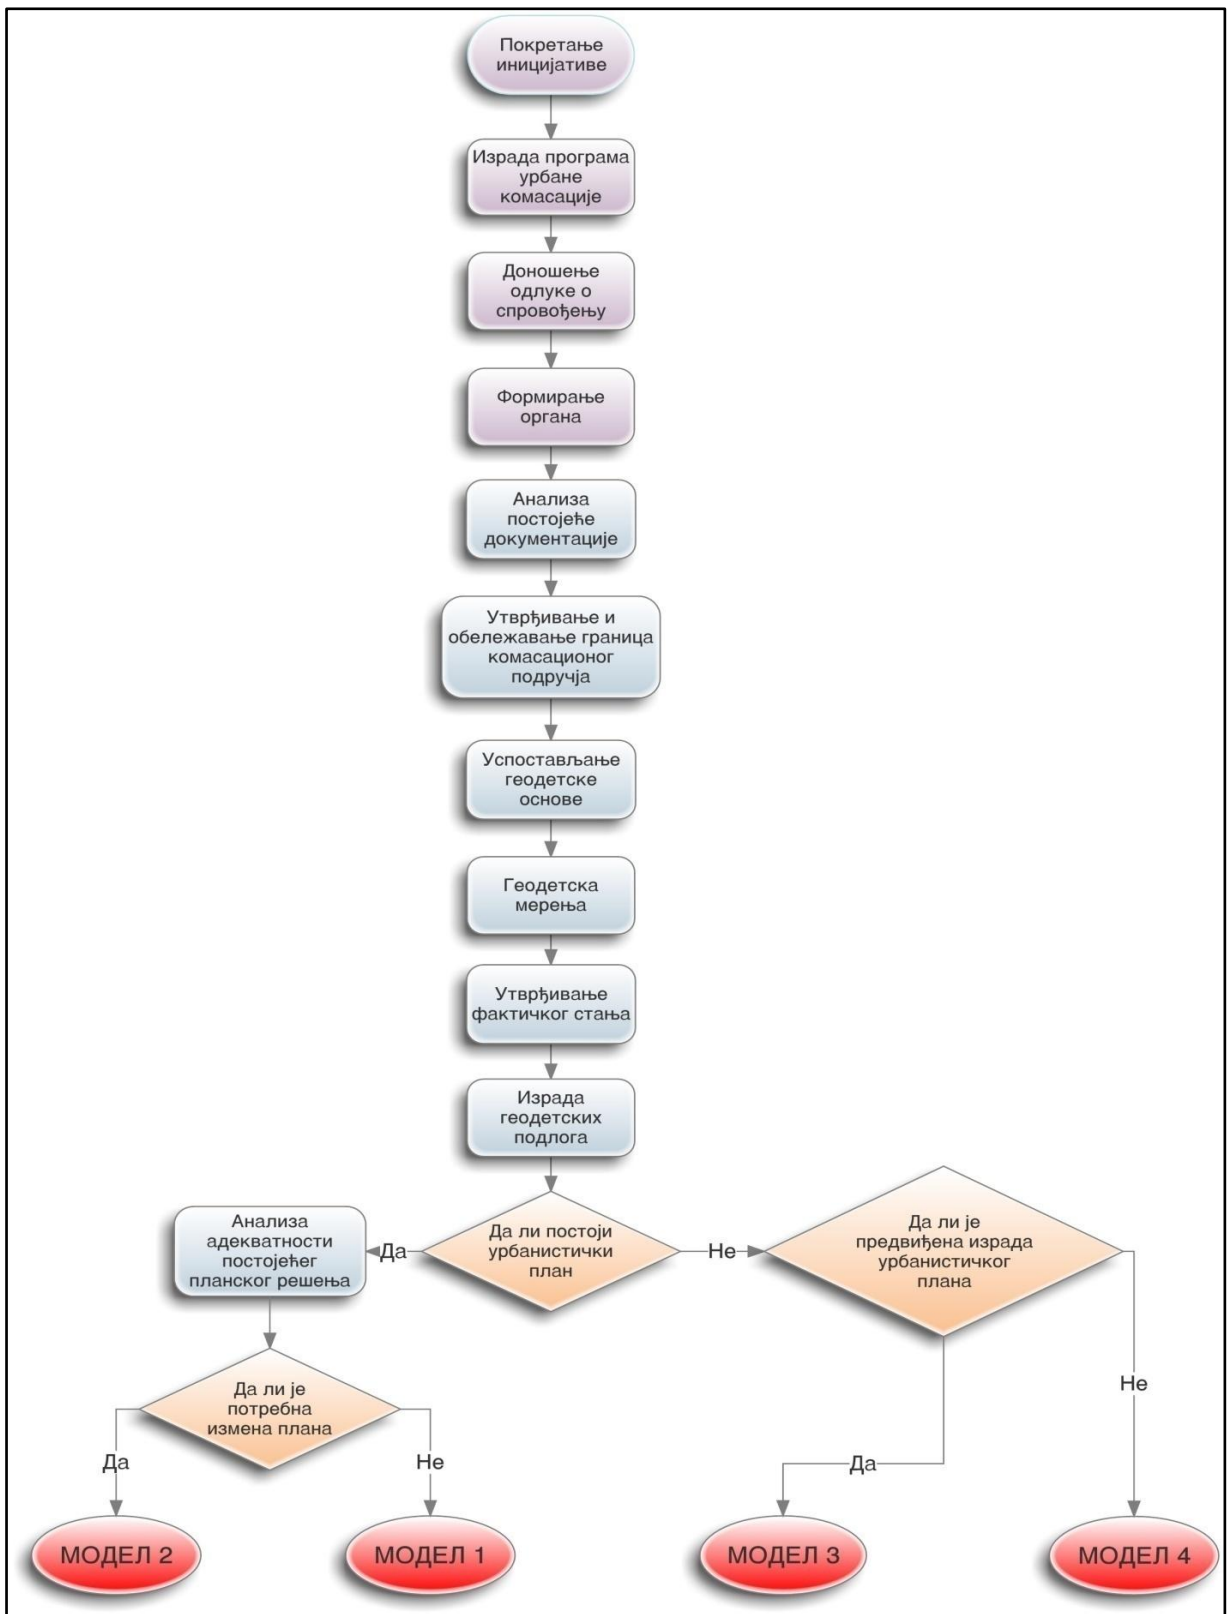 Покретање
иницијативе
Израда програма
урбане
комасације
Доношење
одлуке о
спровођењу
Формирање
органа
Анализа
постојеће
документације
Утврђивање и
обележавање граница
комасационог
подручја
Успостављање
геодетске
основе
Геодетска
мерења
Утврђивање
фактичког стања
Израда
геодетских
подлога
Анализа
адекватности
постојећег
планског решења
Да
Да ли постоји
урбанистички
план
Не
Да ли је
предвиђена израда
урбанистичког
плана
Да ли је
потребна
измена плана
Да
Не
Да
Не
МОДЕЛ 2
МОДЕЛ 1
МОДЕЛ 3
МОДЕЛ 4